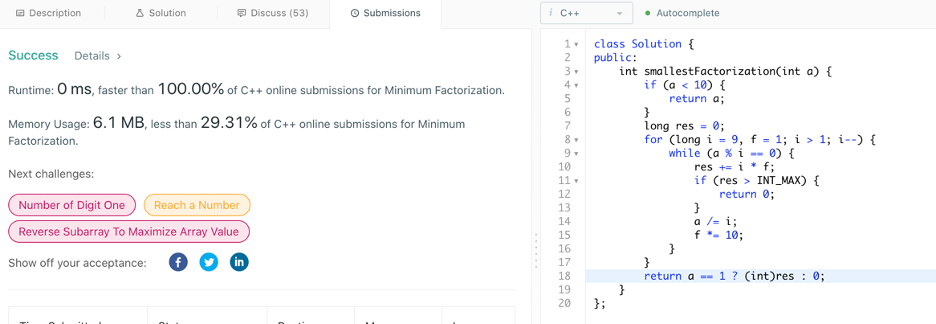 Description Solution Discuss (53) Submissions
Success Details >
Runtime: 0 ms, faster than 100.00% of C++ online submissions for Minimum Factorization.
Memory Usage: 6.1 MB, less than 29.31% of C++ online submissions for Minimum
Factorization.
Next challenges:
Number of Digit One Reach a Number
Reverse Subarray To Maximize Array Value
Show off your acceptance:
i C++ Autocomplete
1 class Solution {
2 public:
3 int smallestFactorization(int a) {
4 if (a < 10) {
5 return a;
6 }
7 long res = 0;
8 for (long i = 9, f = 1; i > 1; i--) {
9 while (a % i == 0) {
10 res += i * f;
11 if (res > INT_MAX) {
12 return 0;
13 }
14 a /= i;
15 f *= 10;
16 }
17 }
18 return a == 1 ? (int)res : 0;
19 }
20 };